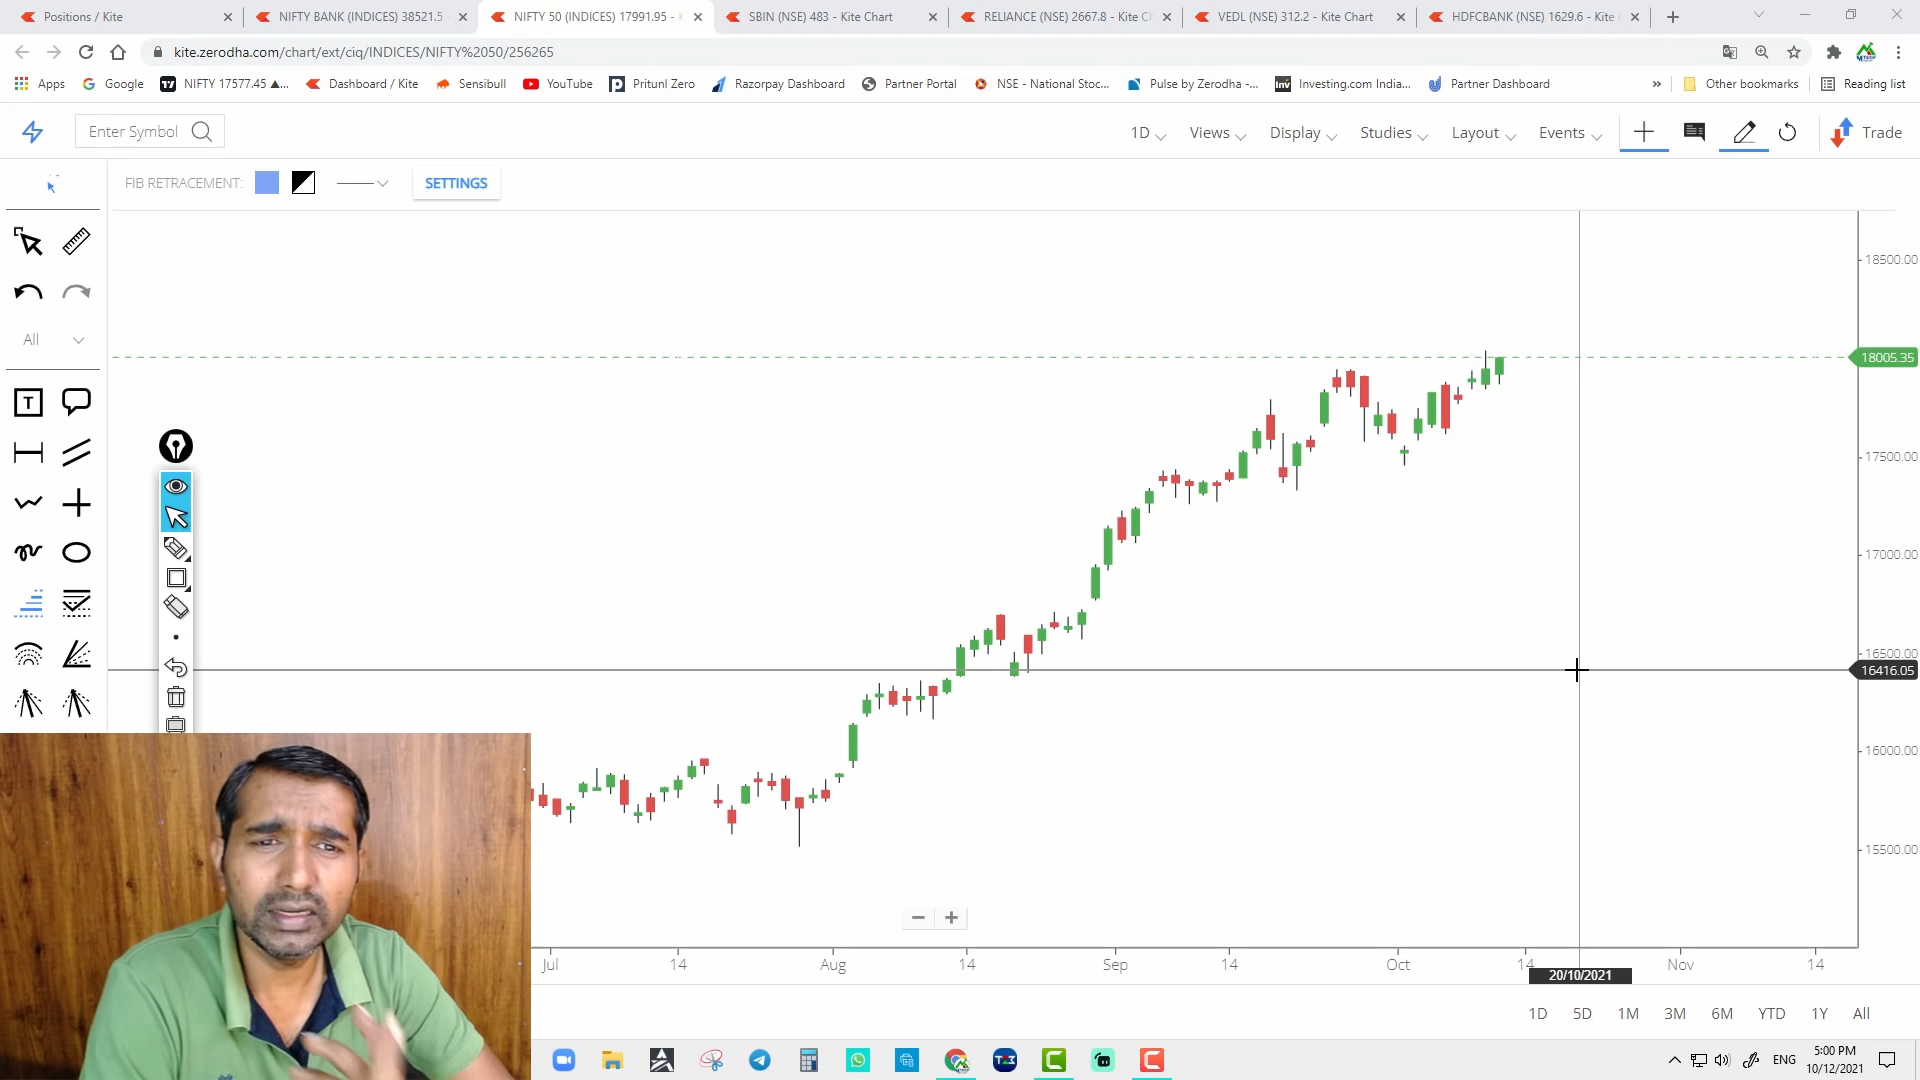 Positions / Kite
NIFTY BANK (INDICES) 38521.5 -
NIFTY 50 (INDICES) 17991.95 -
SBIN (NSE) 483 - Kite Chart
RELIANCE (NSE) 2667.8 - Kite C
VEDL (NSE) 312.2 - Kite Chart
HDFCBANK (NSE) 1629.6 - Kite
kite.zerodha.com/chart/ext/ciq/INDICES/NIFTY%2050/256265
Apps
Google
NIFTY 17577.45 ▲...
Dashboard / Kite
Sensibull
YouTube
Pritunl Zero
Razorpay Dashboard
Partner Portal
NSE - National Stoc...
Pulse by Zerodha -...
Investing.com India...
Partner Dashboard
»
Other bookmarks
Reading list
Enter Symbol
1D
Views
Display
Studies
Layout
Events
Trade
FIB RETRACEMENT:
SETTINGS
All
18500.00
18005.35
17500.00
17000.00
16500.00
16416.05
16000.00
15500.00
Jul 14 Aug 14 Sep 14 Oct 14 Nov 14
20/10/2021
1D 5D 1M 3M 6M YTD 1Y All
ENG
5:00 PM
10/12/2021